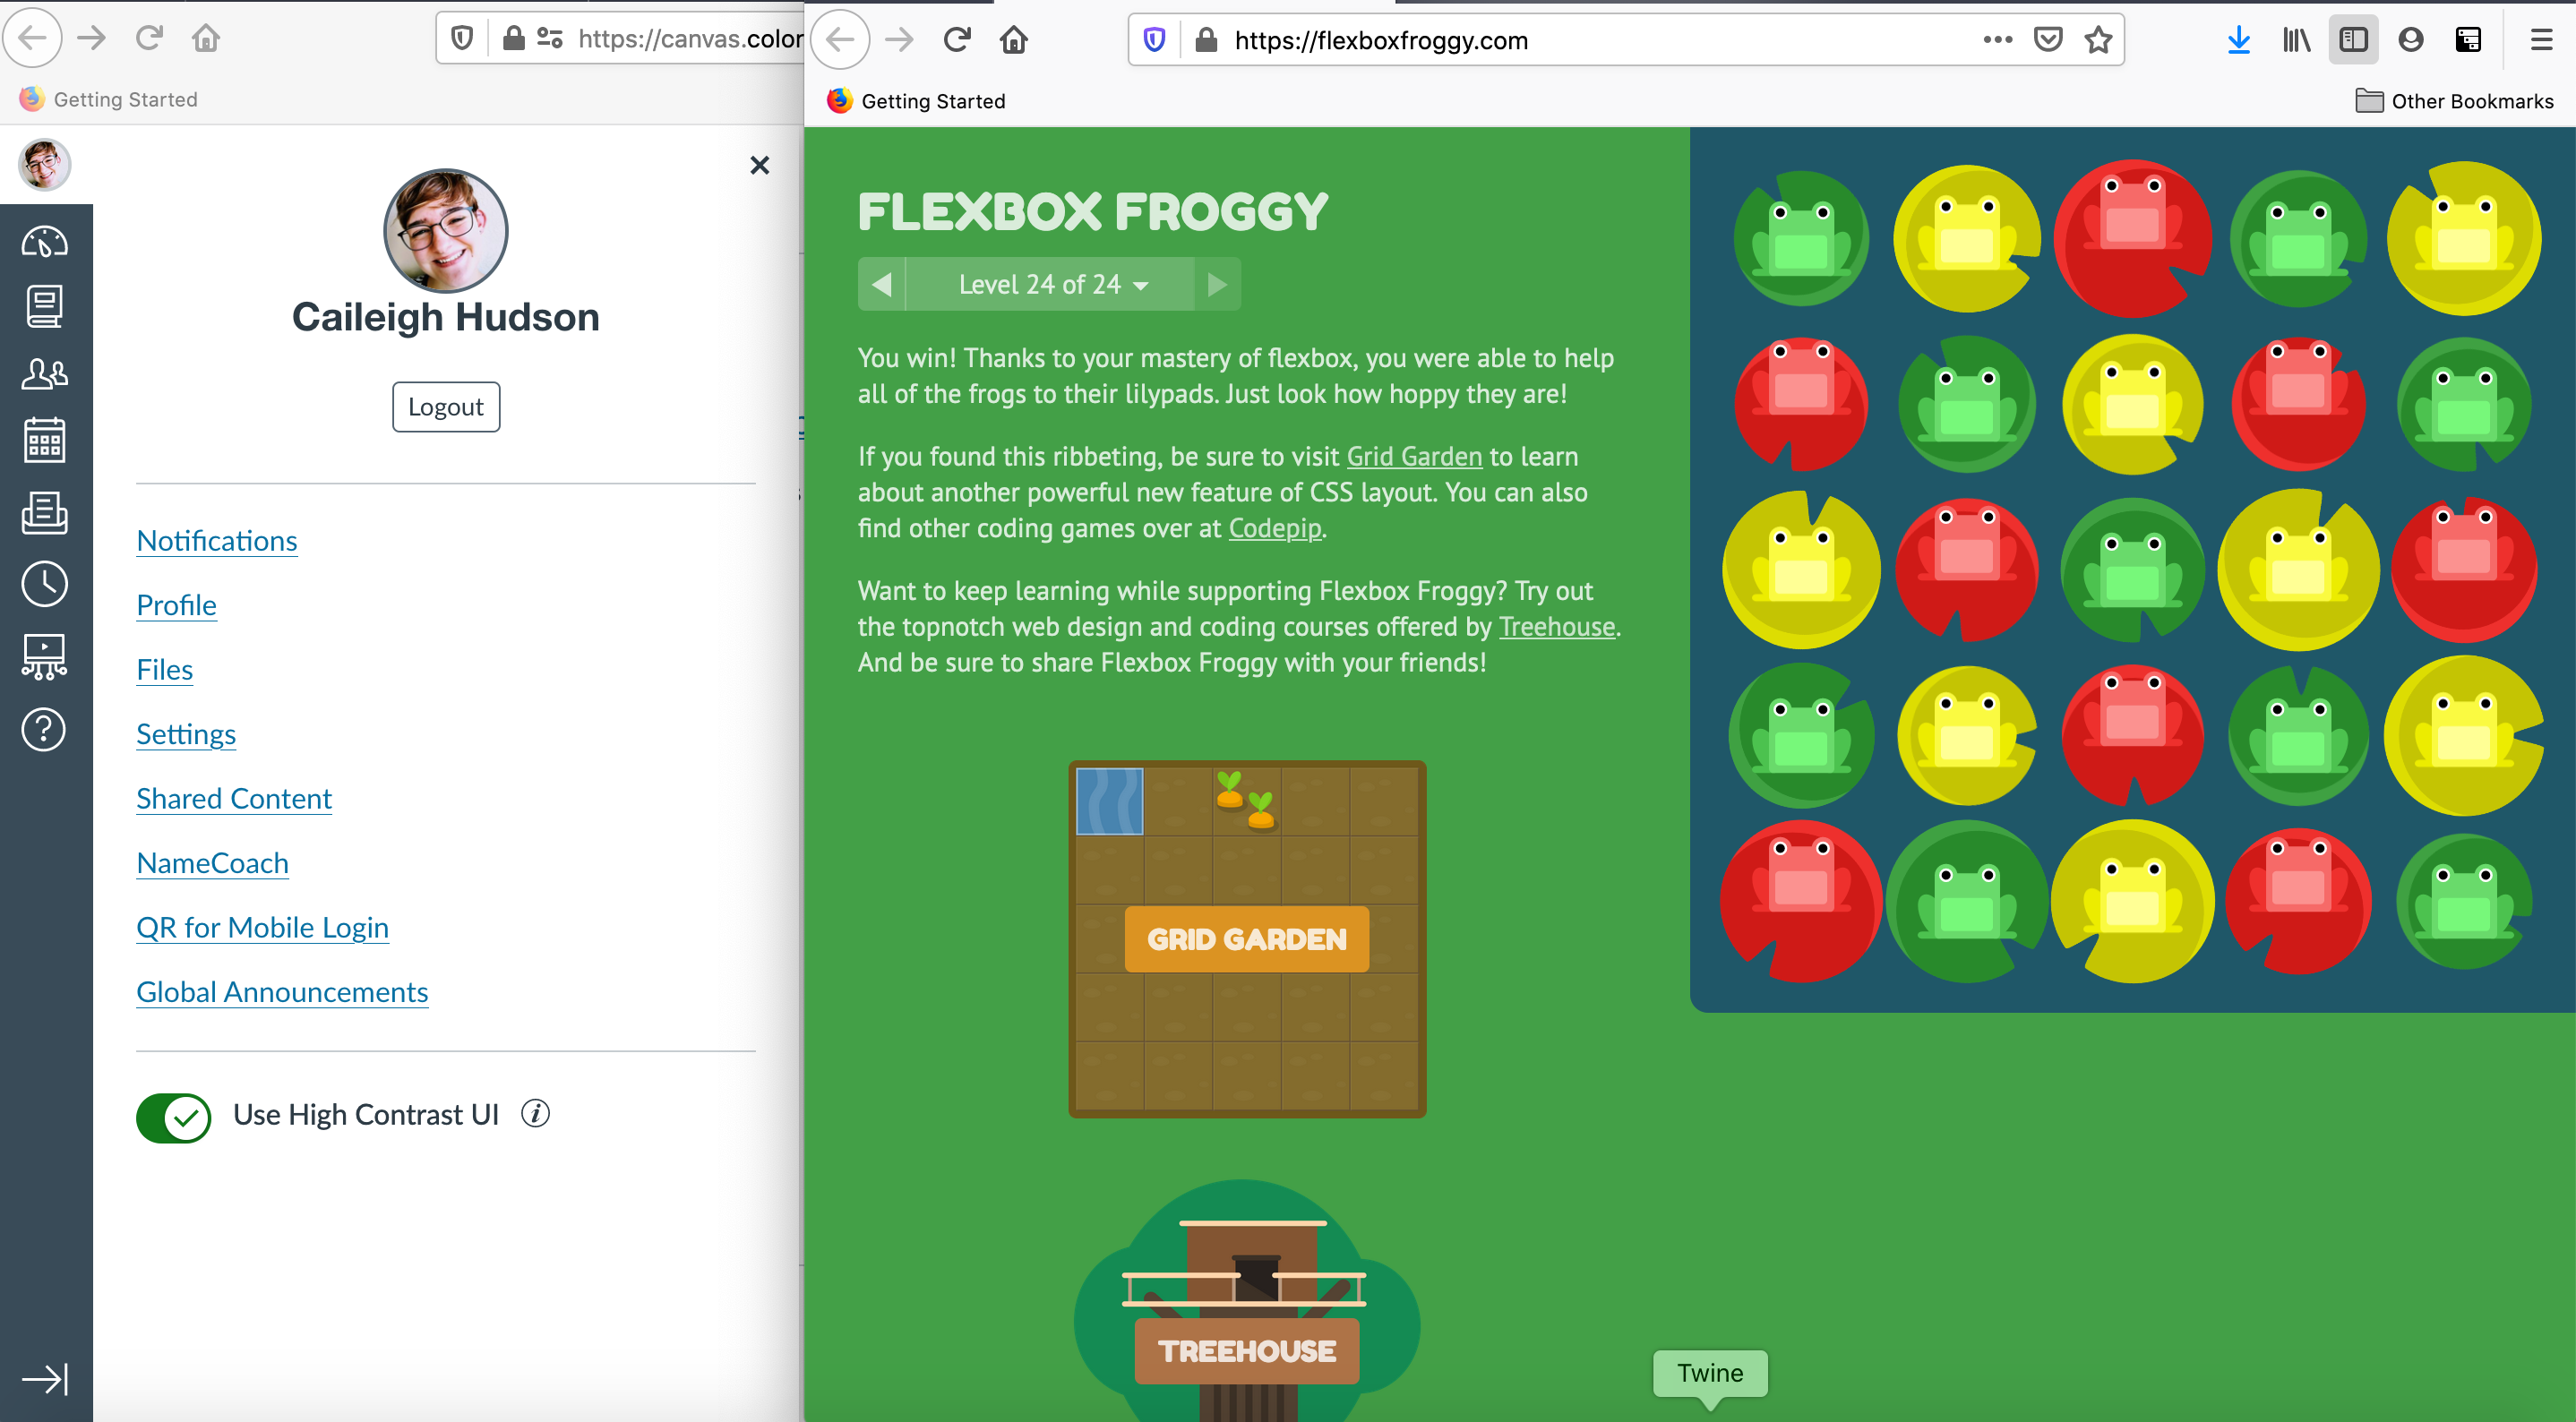 https://canvas.color
Getting Started
Caileigh Hudson
Logout
Notifications
Profile
Files
Settings
Shared Content
NameCoach
QR for Mobile Login
Global Announcements
Use High Contrast UI
https://flexboxfroggy.com
Getting Started
Other Bookmarks
FLEXBOX FROGGY
Level 24 of 24
You win! Thanks to your mastery of flexbox, you were able to help
all of the frogs to their lilypads. Just look how hoppy they are!
If you found this ribbeting, be sure to visit Grid Garden to learn
about another powerful new feature of CSS layout. You can also
find other coding games over at Codepip.
Want to keep learning while supporting Flexbox Froggy? Try out
the topnotch web design and coding courses offered by Treehouse.
And be sure to share Flexbox Froggy with your friends!
GRID GARDEN
TREEHOUSE
Twine